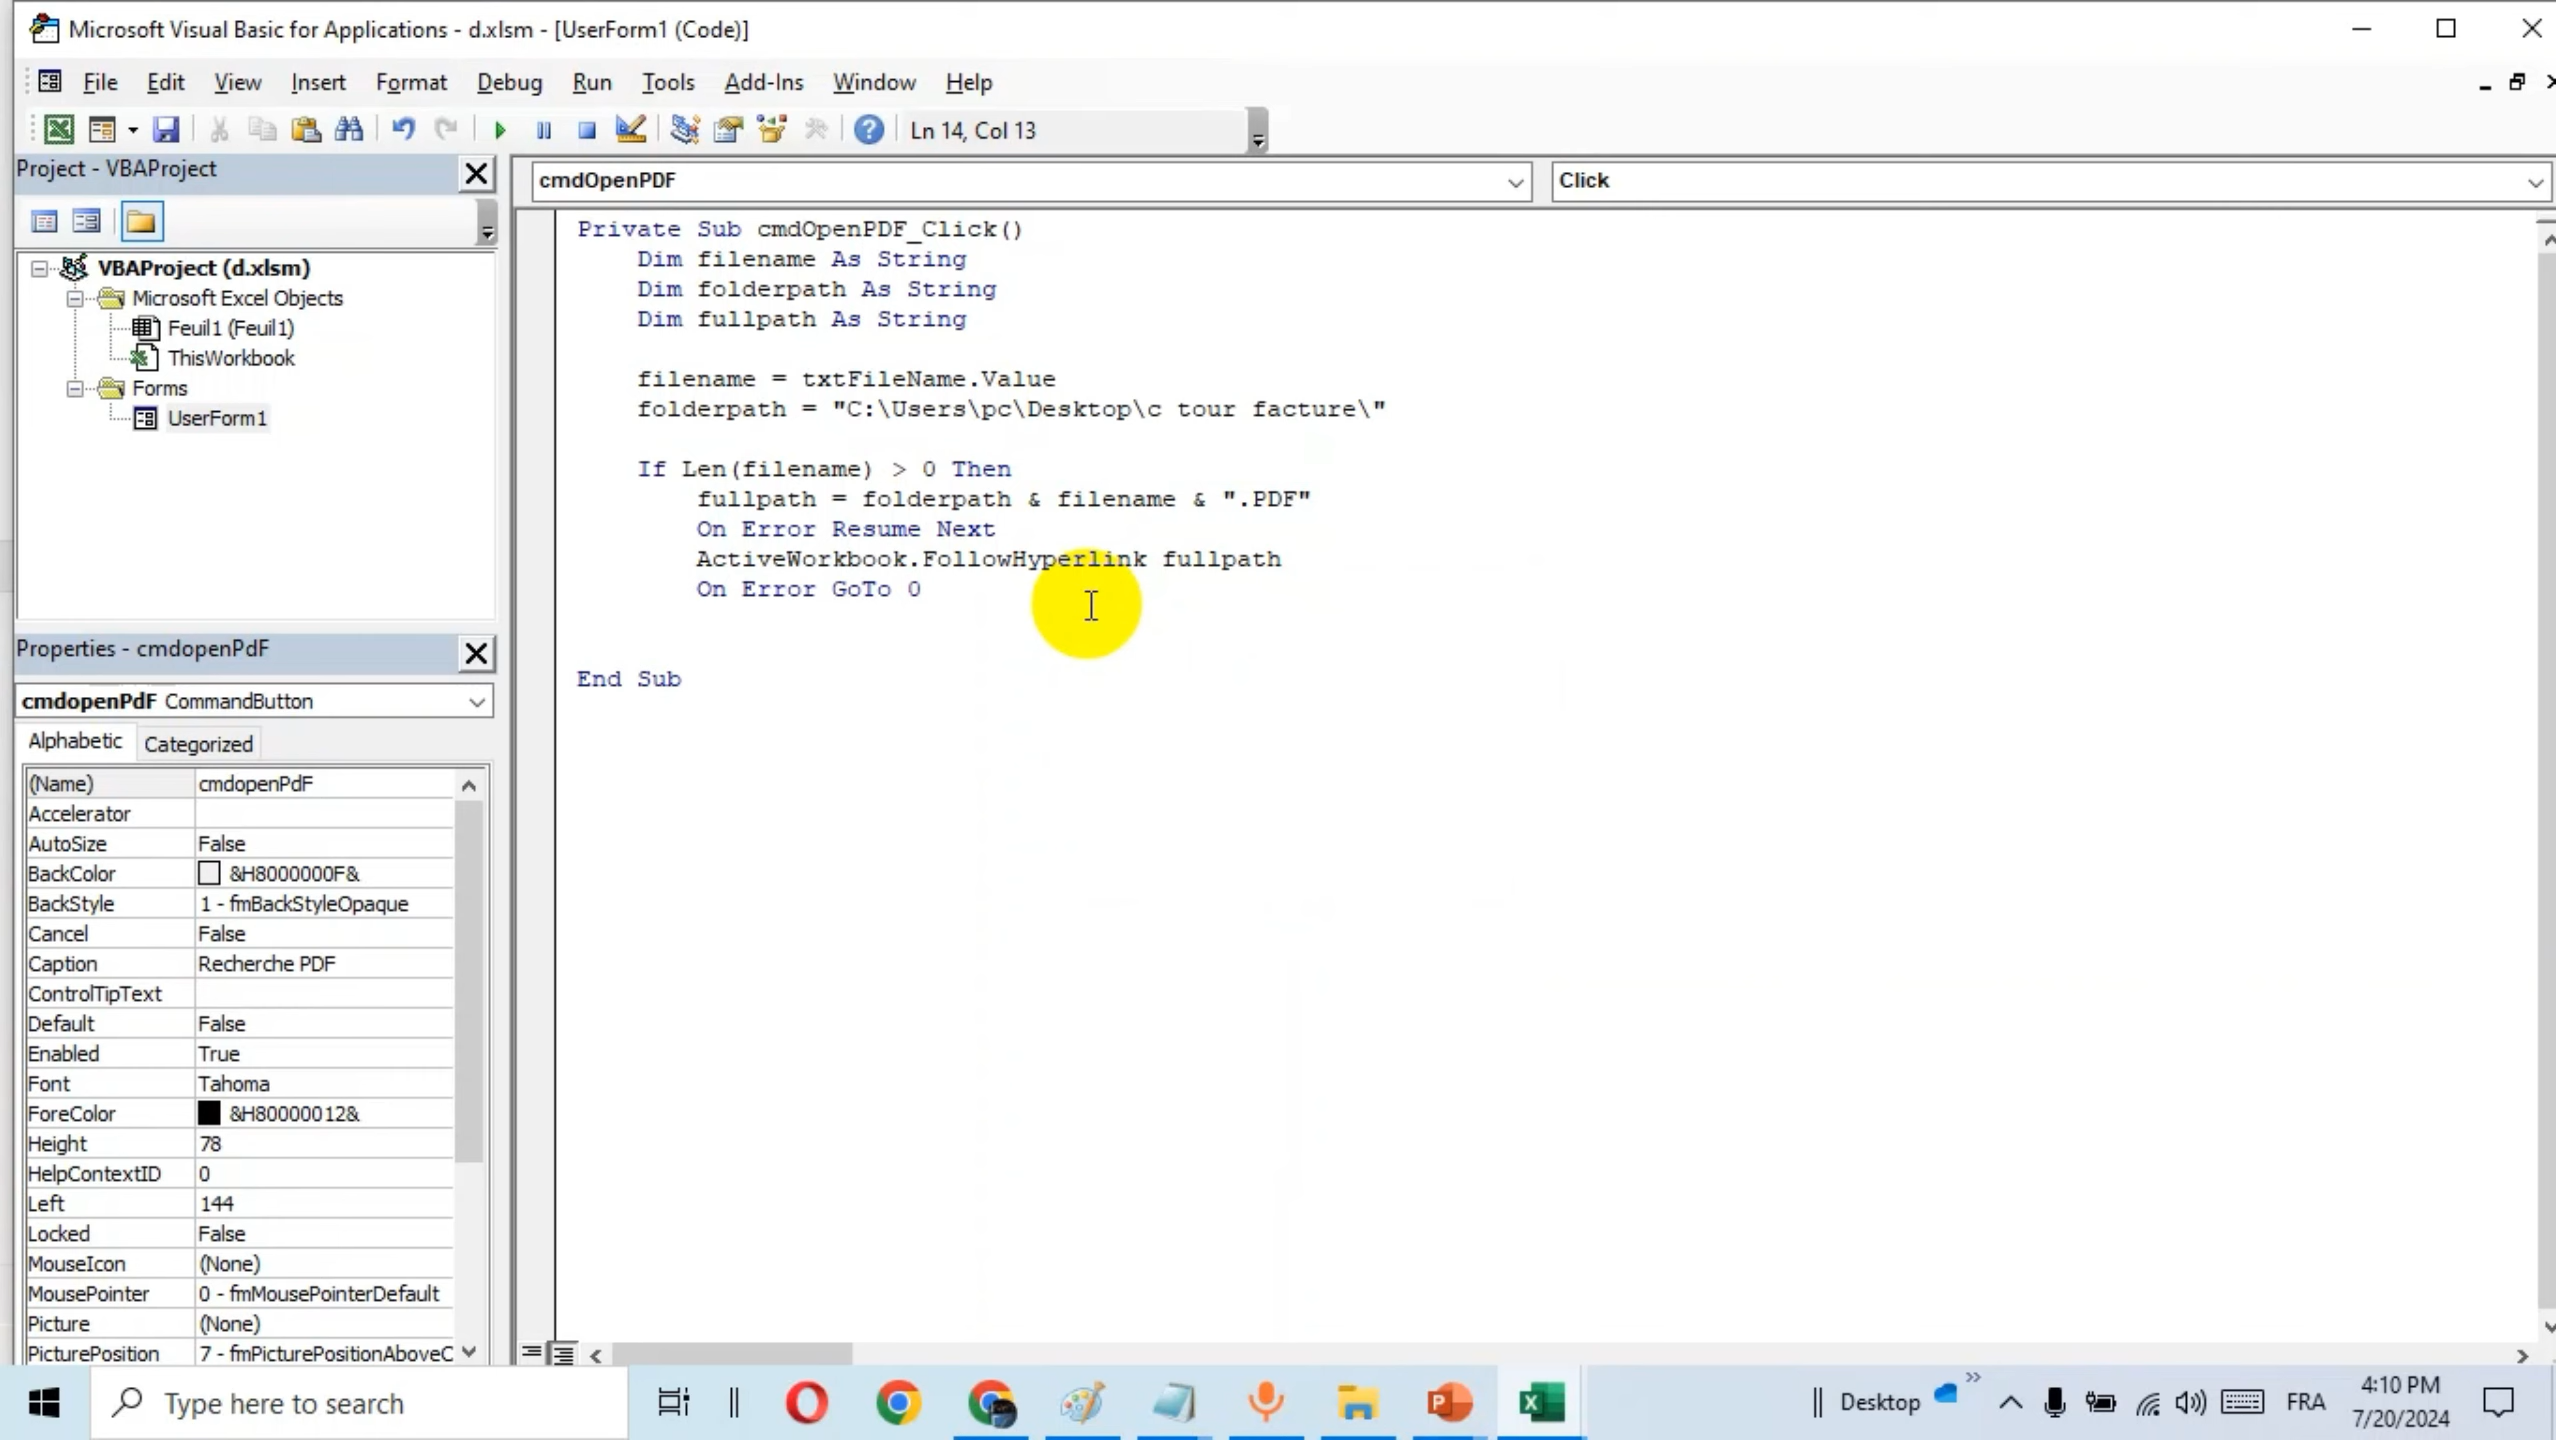 Microsoft Visual Basic for Applications - d.xlsm - [UserForm1 (Code)]
File Edit View Insert Format Debug Run Tools Add-Ins Window Help
Ln 14, Col 13
Project - VBAProject
VBAProject (d.xlsm)
Microsoft Excel Objects
Feuil1 (Feuil1)
ThisWorkbook
Forms
UserForm1
Properties - cmdopenPdF
cmdopenPdF CommandButton
Alphabetic Categorized
(Name) cmdopenPdF
Accelerator
AutoSize False
BackColor &H8000000F&
BackStyle 1 - fmBackStyleOpaque
Cancel False
Caption Recherche PDF
ControlTipText
Default False
Enabled True
Font Tahoma
ForeColor &H80000012&
Height 78
HelpContextID 0
Left 144
Locked False
MouseIcon (None)
MousePointer 0 - fmMousePointerDefault
Picture (None)
PicturePosition 7 - fmPicturePositionAboveC
cmdOpenPDF Click
Private Sub cmdOpenPDF_Click()
Dim filename As String
Dim folderpath As String
Dim fullpath As String
filename = txtFileName.Value
folderpath = "C:\Users\pc\Desktop\c tour facture\"
If Len(filename) > 0 Then
fullpath = folderpath & filename & ".PDF"
On Error Resume Next
ActiveWorkbook.FollowHyperlink fullpath
On Error GoTo 0
End Sub
Type here to search
Desktop
FRA
4:10 PM
7/20/2024